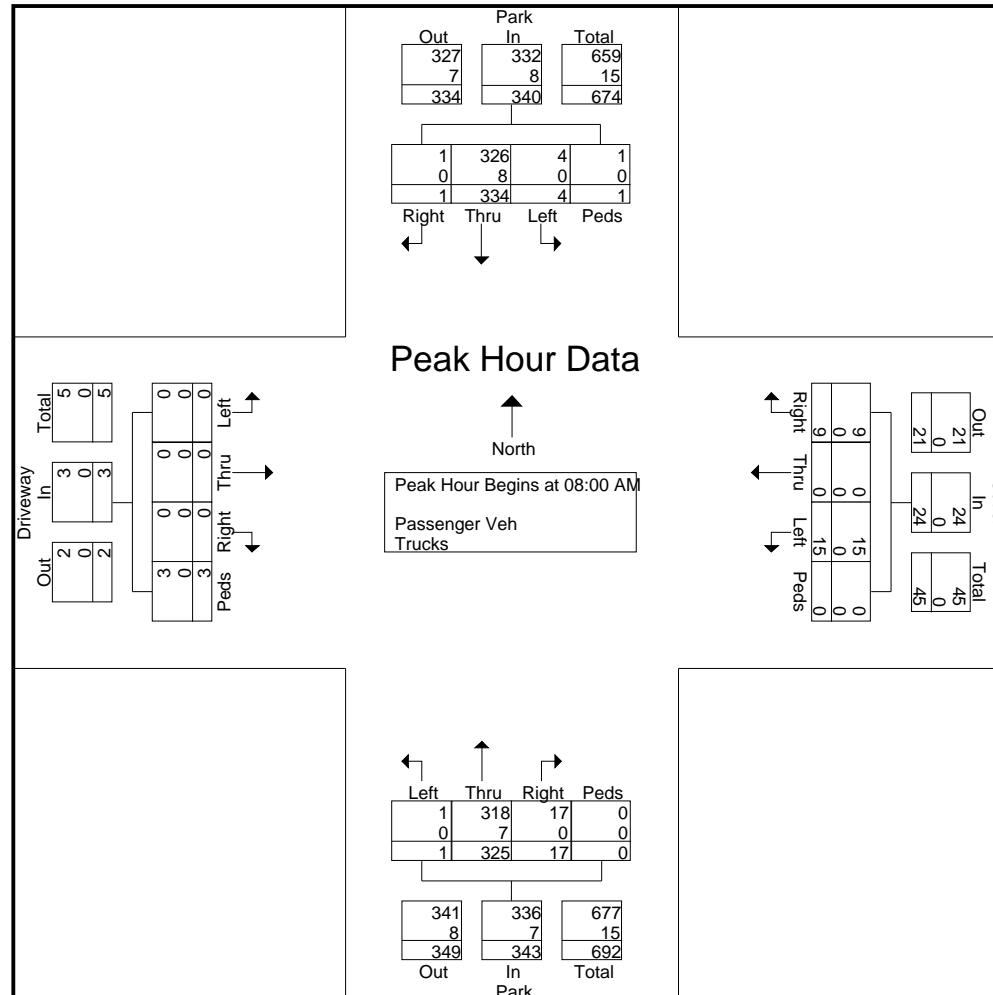 Park
Out In Total
327 332 659
7 8 15
334 340 674
1 326 4 1
0 8 0 0
1 334 4 1
Right Thru Left Peds
Peak Hour Data
North
Peak Hour Begins at 08:00 AM
Passenger Veh
Trucks
Driveway
Out In Total
2 3 5
0 0 0
2 3 5
Peds Right Thru Left
3 0 0 0
0 0 0 0
3 0 0 0
Out In Total
21 24 45
0 0 0
21 24 45
9 0 15 0
0 0 0 0
9 0 15 0
Right Thru Left Peds
Left Thru Right Peds
1 318 17 0
0 7 0 0
1 325 17 0
341 336 677
8 7 15
349 343 692
Out In Total
Park